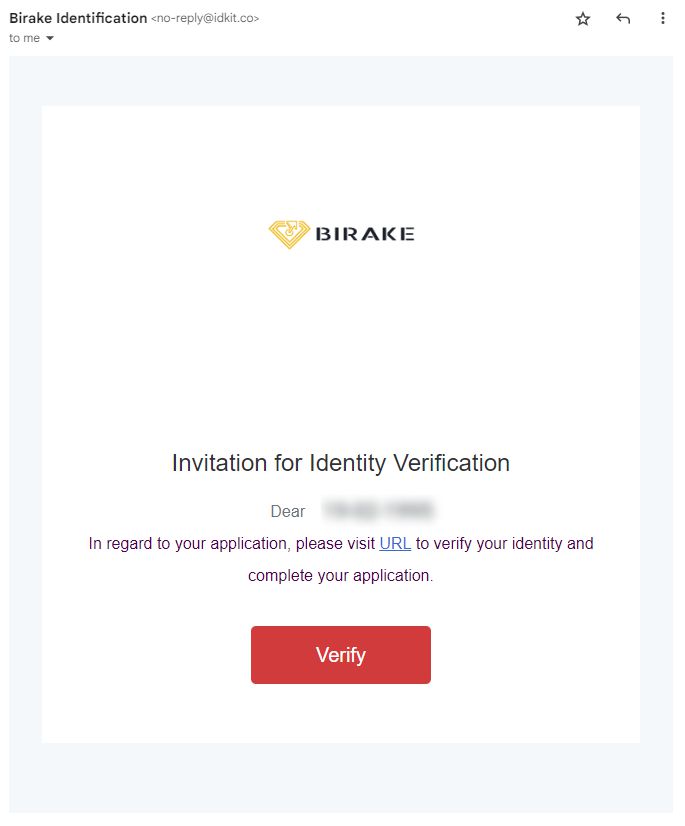 Birake Identification <no-reply@idkit.co>
to me
BIRAKE
Invitation for Identity Verification
Dear
In regard to your application, please visit URL to verify your identity and
complete your application.
Verify